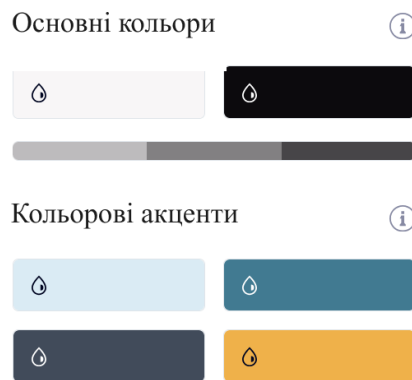 Основні кольори
Кольорові акценти